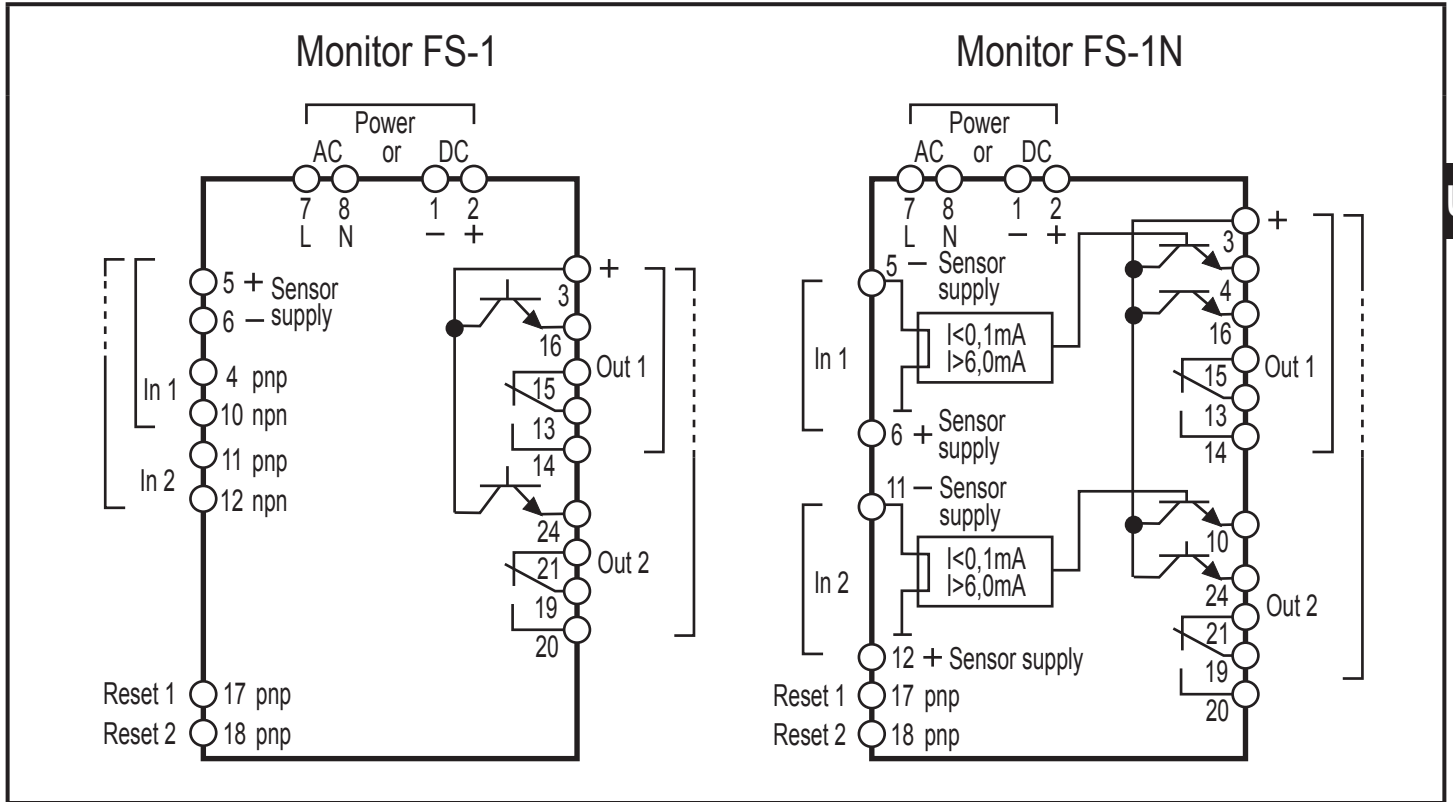 Monitor FS-1
Power
AC or DC
7 8 1 2
L N − +
5 + Sensor
6 − supply
In 1
4 pnp
10 npn
In 2
11 pnp
12 npn
Reset 1 17 pnp
Reset 2 18 pnp
+
3
16
Out 1
15
13
14
24
Out 2
21
19
20
Monitor FS-1N
Power
AC or DC
7 8 1 2
L N − +
5 − Sensor
supply
In 1
I<0,1mA
I>6,0mA
6 + Sensor
supply
11 − Sensor
supply
In 2
I<0,1mA
I>6,0mA
12 + Sensor supply
Reset 1 17 pnp
Reset 2 18 pnp
+
3
4
16
Out 1
15
13
14
10
24
Out 2
21
19
20